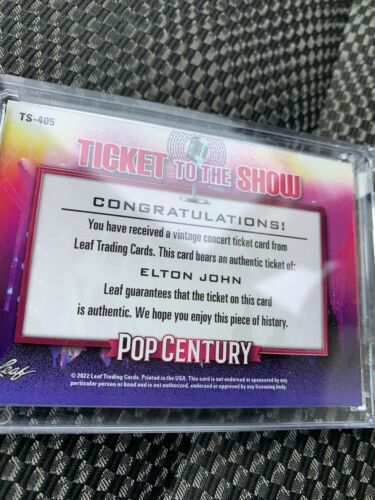 TS-405
TICKET TO THE SHOW
CONGRATULATIONS!
You have received a vintage concert ticket card from
Leaf Trading Cards. This card bears an authentic ticket of:
ELTON JOHN
Leaf guarantees that the ticket on this card
is authentic. We hope you enjoy this piece of history.
POP CENTURY
Leaf
© 2022 Leaf Trading Cards. Printed in the USA. This card is not endorsed or sponsored by any
particular person or band and is not authorized, endorsed or approved by any licensing body.